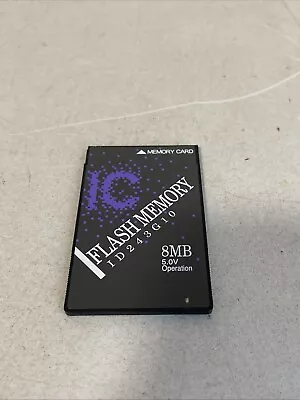 ▲ MEMORY CARD
IC
FLASH MEMORY
ID243G10
8MB
5.0V
Operation